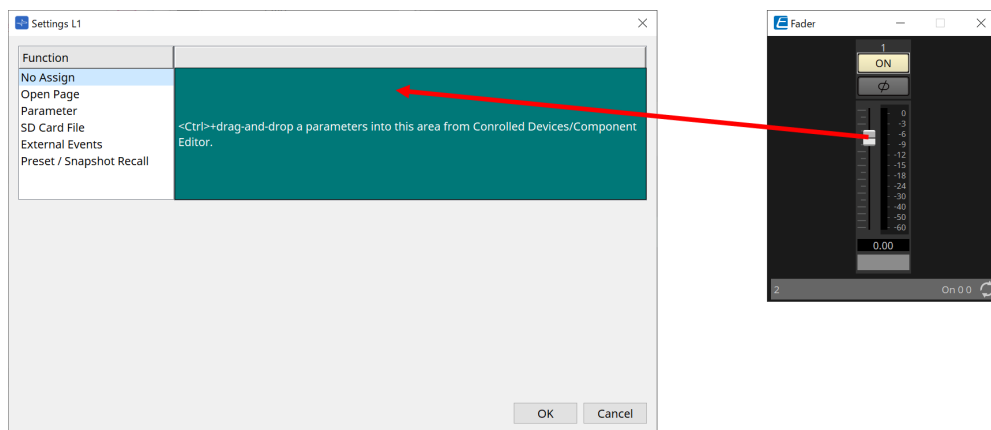 Settings L1
Function
No Assign
Open Page
Parameter
SD Card File
External Events
Preset / Snapshot Recall
<Ctrl>+drag-and-drop a parameters into this area from Conrolled Devices/Component
Editor.
OK
Cancel
Fader
1
ON
0
-3
-6
-9
-12
-15
-18
-24
-30
-40
-50
-60
0.00
2
On 0 0